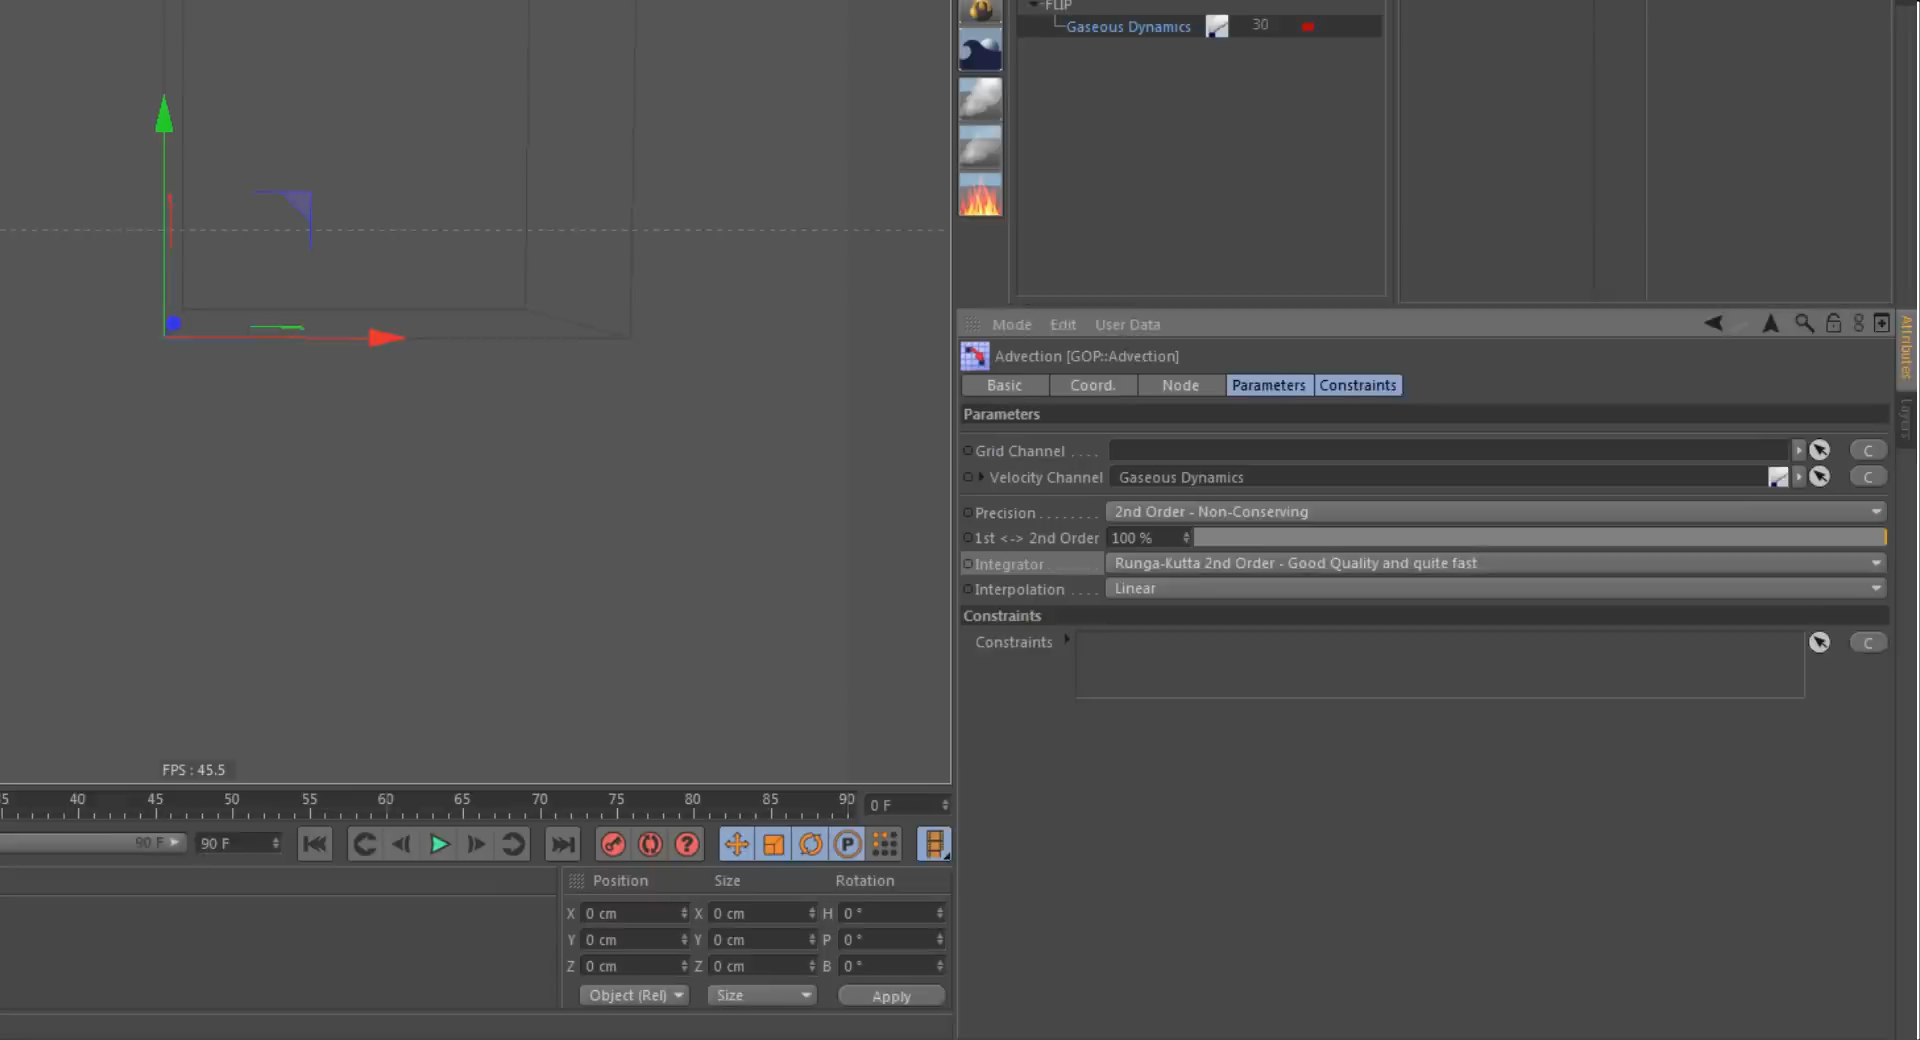 FLIP
Gaseous Dynamics 30
Mode Edit User Data
Advection [GOP::Advection]
Basic Coord. Node Parameters Constraints
Parameters
Grid Channel . . . . C
Velocity Channel Gaseous Dynamics C
Precision . . . . . . . . 2nd Order - Non-Conserving
1st <-> 2nd Order 100 %
Integrator Runga-Kutta 2nd Order - Good Quality and quite fast
Interpolation . . . . Linear
Constraints
Constraints C
Attributes
Layers
FPS : 45.5
35 40 45 50 55 60 65 70 75 80 85 90 0 F
90 F 90 F
P
Position Size Rotation
X 0 cm X 0 cm H 0 °
Y 0 cm Y 0 cm P 0 °
Z 0 cm Z 0 cm B 0 °
Object (Rel) Size Apply